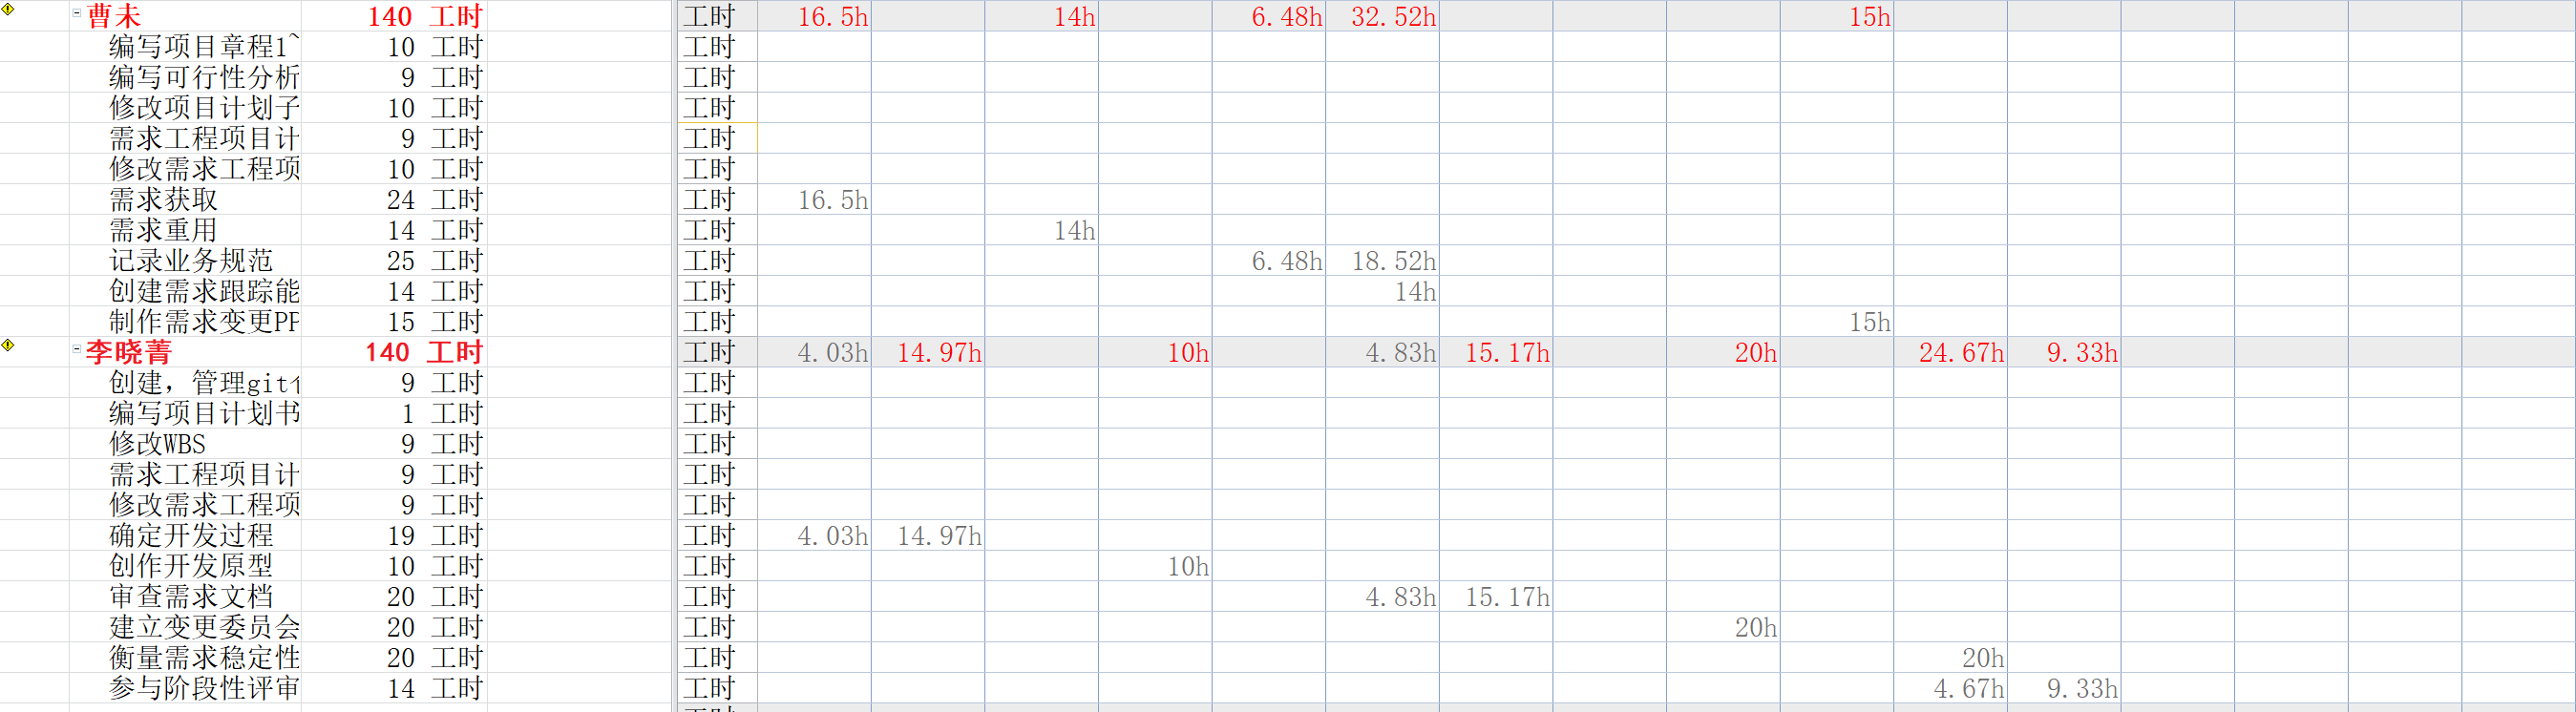 曹未 140 工时 工时 16.5h 14h 6.48h 32.52h 15h
编写项目章程1~ 10 工时 工时
编写可行性分析 9 工时 工时
修改项目计划子 10 工时 工时
需求工程项目计 9 工时 工时
修改需求工程项 10 工时 工时
需求获取 24 工时 工时 16.5h
需求重用 14 工时 工时 14h
记录业务规范 25 工时 工时 6.48h 18.52h
创建需求跟踪能 14 工时 工时 14h
制作需求变更PP 15 工时 工时 15h
李晓菁 140 工时 工时 4.03h 14.97h 10h 4.83h 15.17h 20h 24.67h 9.33h
创建，管理git 9 工时 工时
编写项目计划书 1 工时 工时
修改WBS 9 工时 工时
需求工程项目计 9 工时 工时
修改需求工程项 9 工时 工时
确定开发过程 19 工时 工时 4.03h 14.97h
创作开发原型 10 工时 工时 10h
审查需求文档 20 工时 工时 4.83h 15.17h
建立变更委员会 20 工时 工时 20h
衡量需求稳定性 20 工时 工时 20h
参与阶段性评审 14 工时 工时 4.67h 9.33h